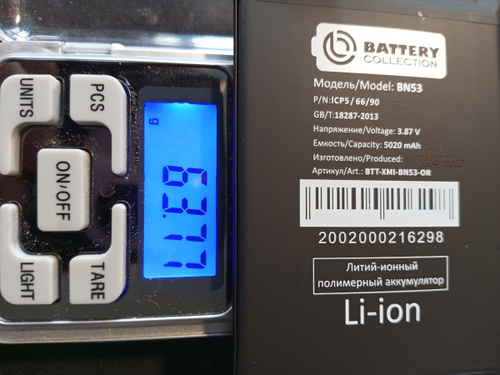 UNITS
PCS
ON/OFF
LIGHT
TARE
g
63.77
BATTERY
COLLECTION
Модель/Model: BN53
P/N:ICP5/66/90
GB/T:18287-2013
Напряжение/Voltage: 3.87 V
Емкость/Capacity: 5020 mAh
Изготовлено/Produced:
Артикул/Art.: BTT-XMI-BN53-OR
2002000216298
Литий-ионный
полимерный аккумулятор
Li-ion